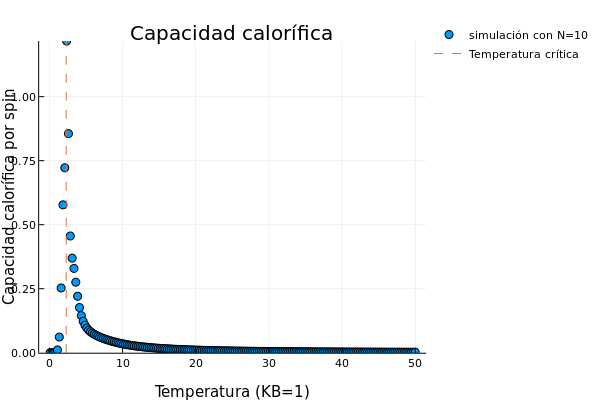 Capacidad calorífica
simulación con N=10
Temperatura crítica
Capacidad calorífica por spin
1.00
0.75
0.50
0.25
0.00
0
10
20
30
40
50
Temperatura (KB=1)